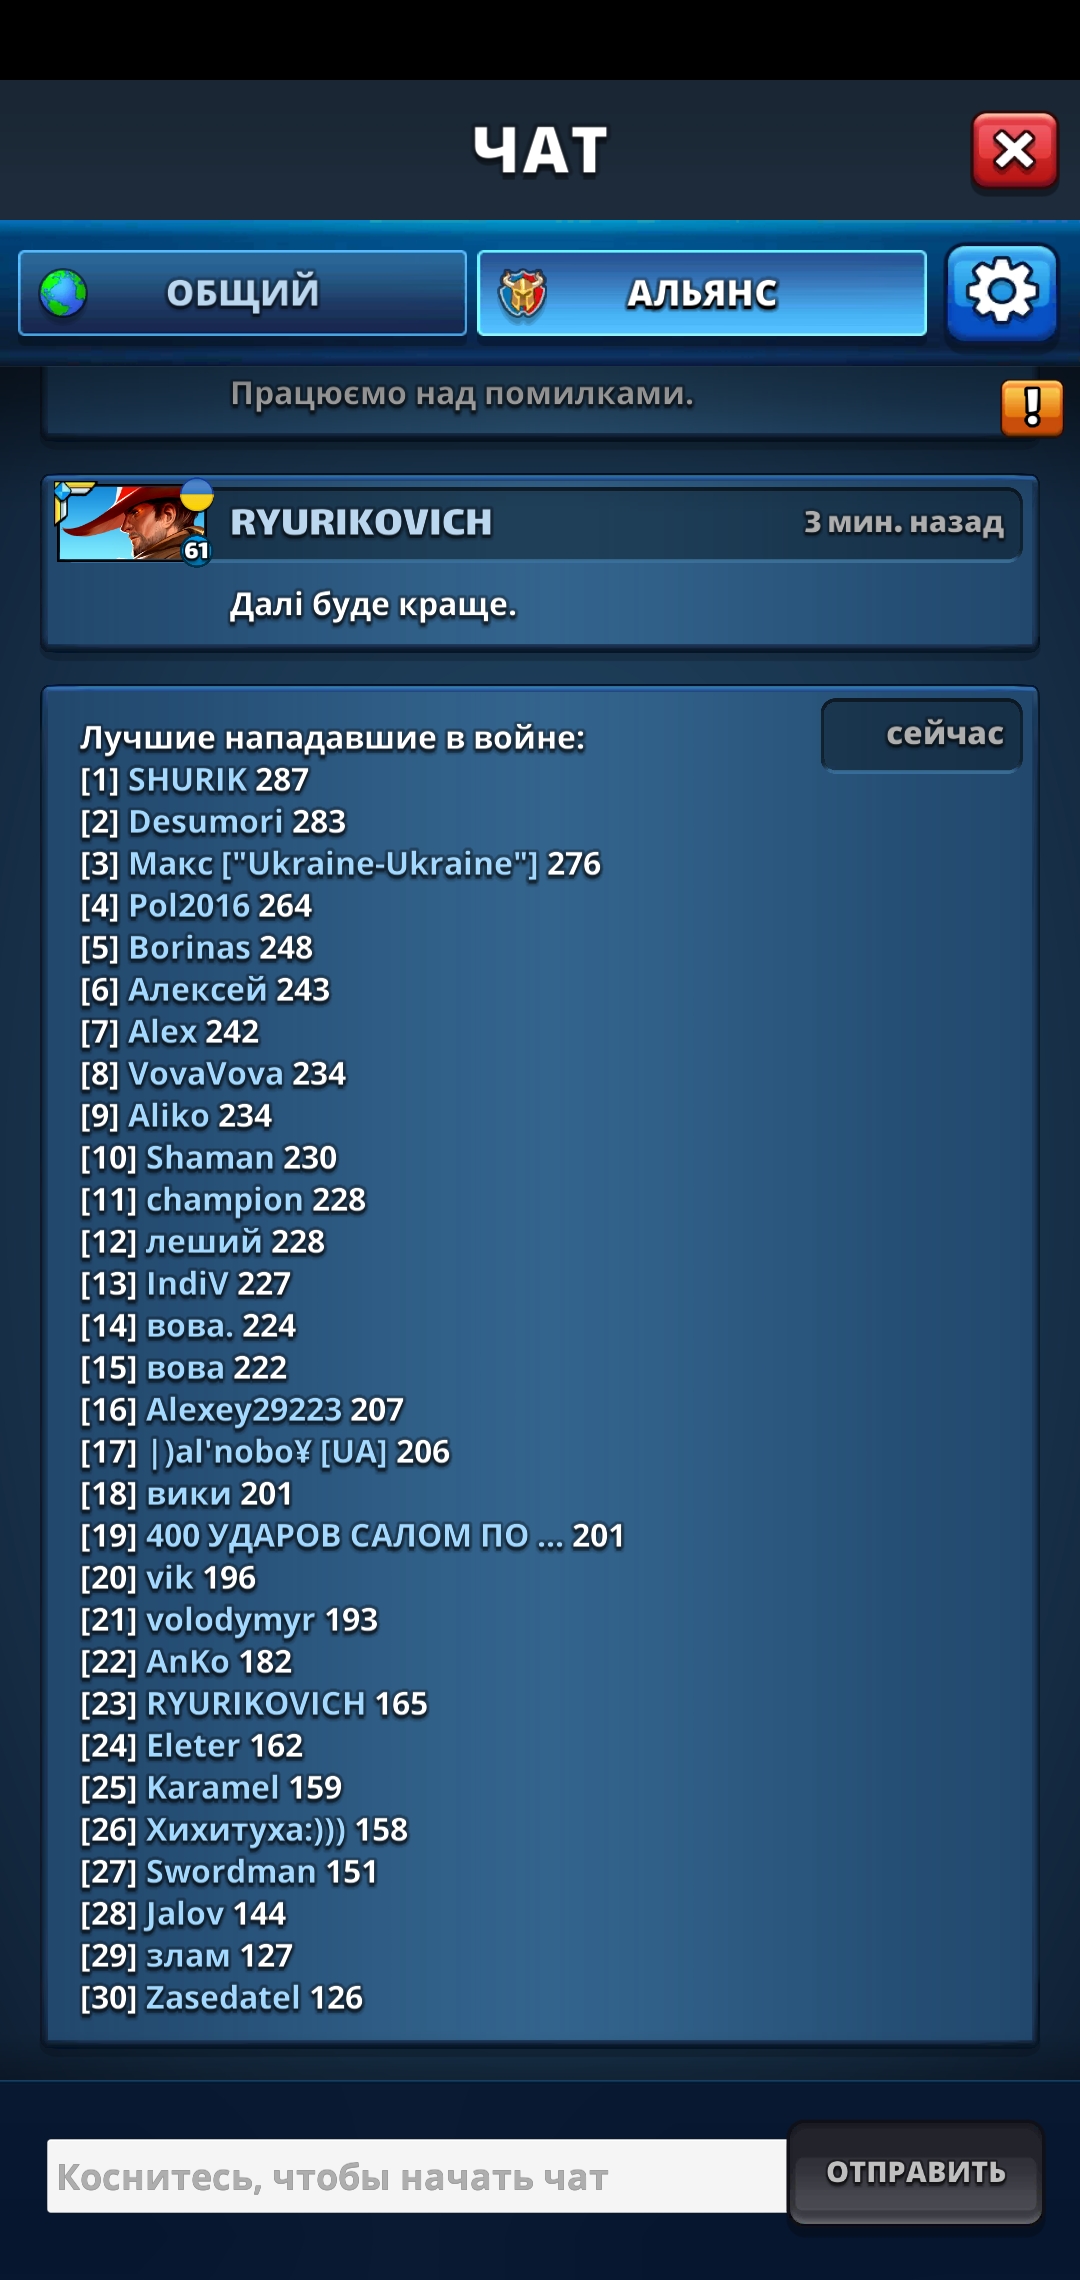 ЧАТ
ОБЩИЙ
АЛЬЯНС
Працюємо над помилками.
!
RYURIKOVICH
3 мин. назад
61
Далі буде краще.
сейчас
Лучшие нападавшие в войне:
[1] SHURIK 287
[2] Desumori 283
[3] Макс ["Ukraine-Ukraine"] 276
[4] Pol2016 264
[5] Borinas 248
[6] Алексей 243
[7] Alex 242
[8] VovaVova 234
[9] Aliko 234
[10] Shaman 230
[11] champion 228
[12] леший 228
[13] IndiV 227
[14] вова. 224
[15] вова 222
[16] Alexey29223 207
[17] |)al'nobo¥ [UA] 206
[18] вики 201
[19] 400 УДАРОВ САЛОМ ПО ... 201
[20] vik 196
[21] volodymyr 193
[22] AnKo 182
[23] RYURIKOVICH 165
[24] Eleter 162
[25] Karamel 159
[26] Хихитуха:))) 158
[27] Swordman 151
[28] Jalov 144
[29] злам 127
[30] Zasedatel 126
Коснитесь, чтобы начать чат
ОТПРАВИТЬ